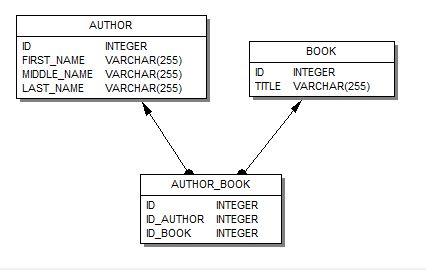 AUTHOR
ID INTEGER
FIRST_NAME VARCHAR(255)
MIDDLE_NAME VARCHAR(255)
LAST_NAME VARCHAR(255)
BOOK
ID INTEGER
TITLE VARCHAR(255)
AUTHOR_BOOK
ID INTEGER
ID_AUTHOR INTEGER
ID_BOOK INTEGER